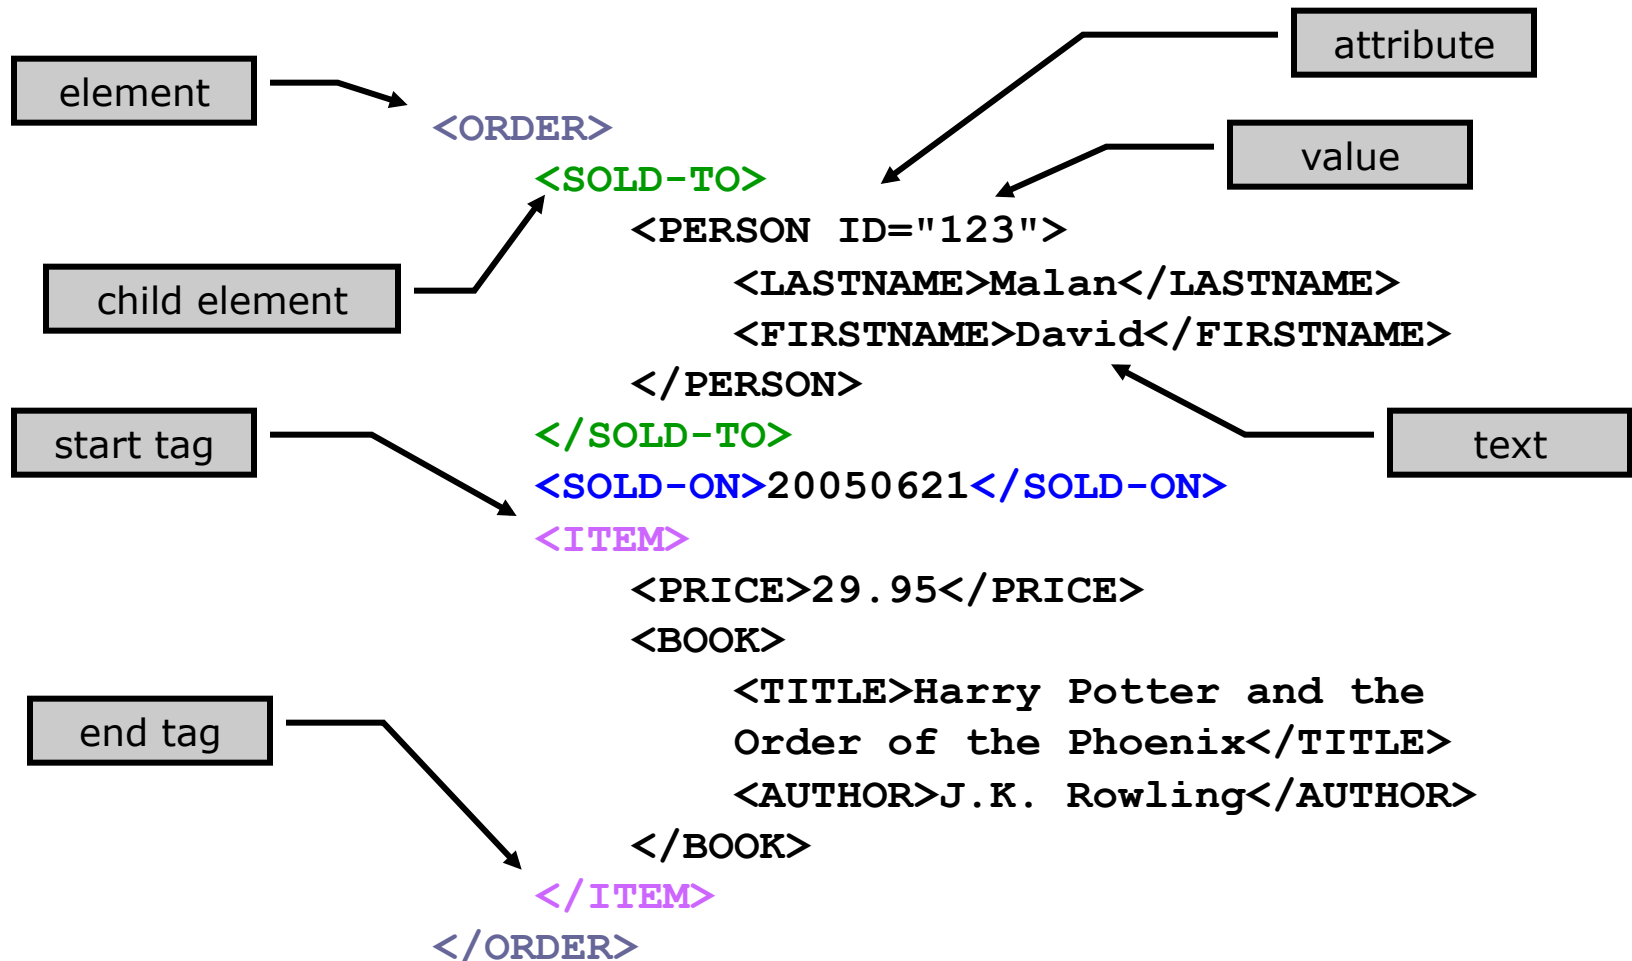 attribute
element
<ORDER>
value
<SOLD-TO>
<PERSON ID="123">
child element
<LASTNAME>Malan</LASTNAME>
<FIRSTNAME>David</FIRSTNAME>
</PERSON>
start tag
</SOLD-TO>
text
<SOLD-ON>20050621</SOLD-ON>
<ITEM>
<PRICE>29.95</PRICE>
<BOOK>
<TITLE>Harry Potter and the
Order of the Phoenix</TITLE>
end tag
<AUTHOR>J.K. Rowling</AUTHOR>
</BOOK>
</ITEM>
</ORDER>